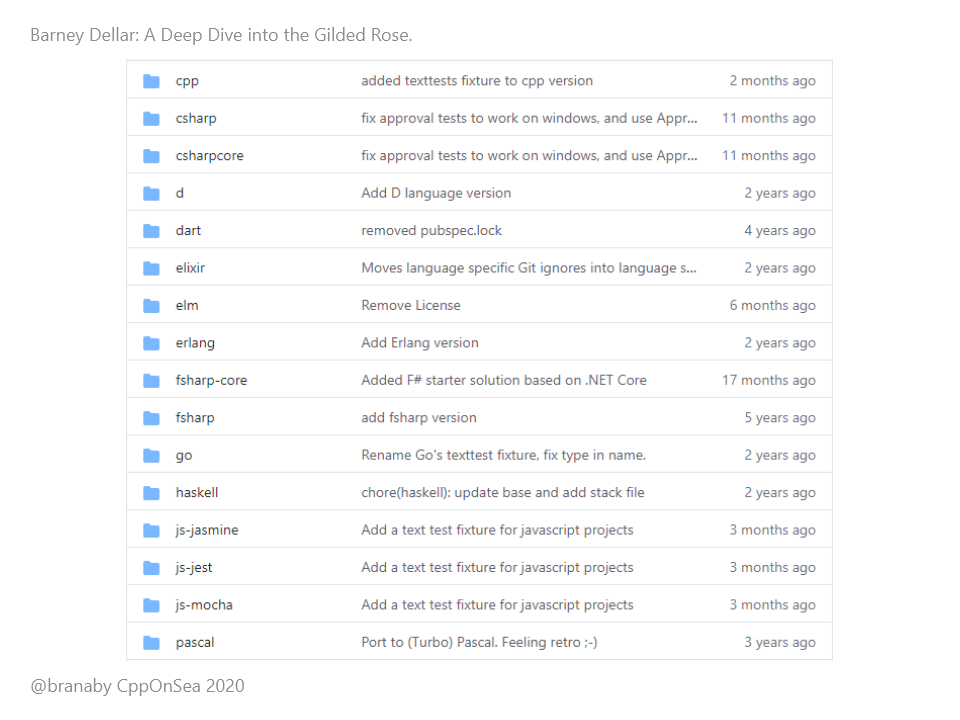 Barney Dellar: A Deep Dive into the Gilded Rose.
cpp added texttests fixture to cpp version 2 months ago
csharp fix approval tests to work on windows, and use Appr... 11 months ago
csharpcore fix approval tests to work on windows, and use Appr... 11 months ago
d Add D language version 2 years ago
dart removed pubspec.lock 4 years ago
elixir Moves language specific Git ignores into language s... 2 years ago
elm Remove License 6 months ago
erlang Add Erlang version 2 years ago
fsharp-core Added F# starter solution based on .NET Core 17 months ago
fsharp add fsharp version 5 years ago
go Rename Go's texttest fixture, fix type in name. 2 years ago
haskell chore(haskell): update base and add stack file 2 years ago
js-jasmine Add a text test fixture for javascript projects 3 months ago
js-jest Add a text test fixture for javascript projects 3 months ago
js-mocha Add a text test fixture for javascript projects 3 months ago
pascal Port to (Turbo) Pascal. Feeling retro ;-) 3 years ago
@branaby CppOnSea 2020